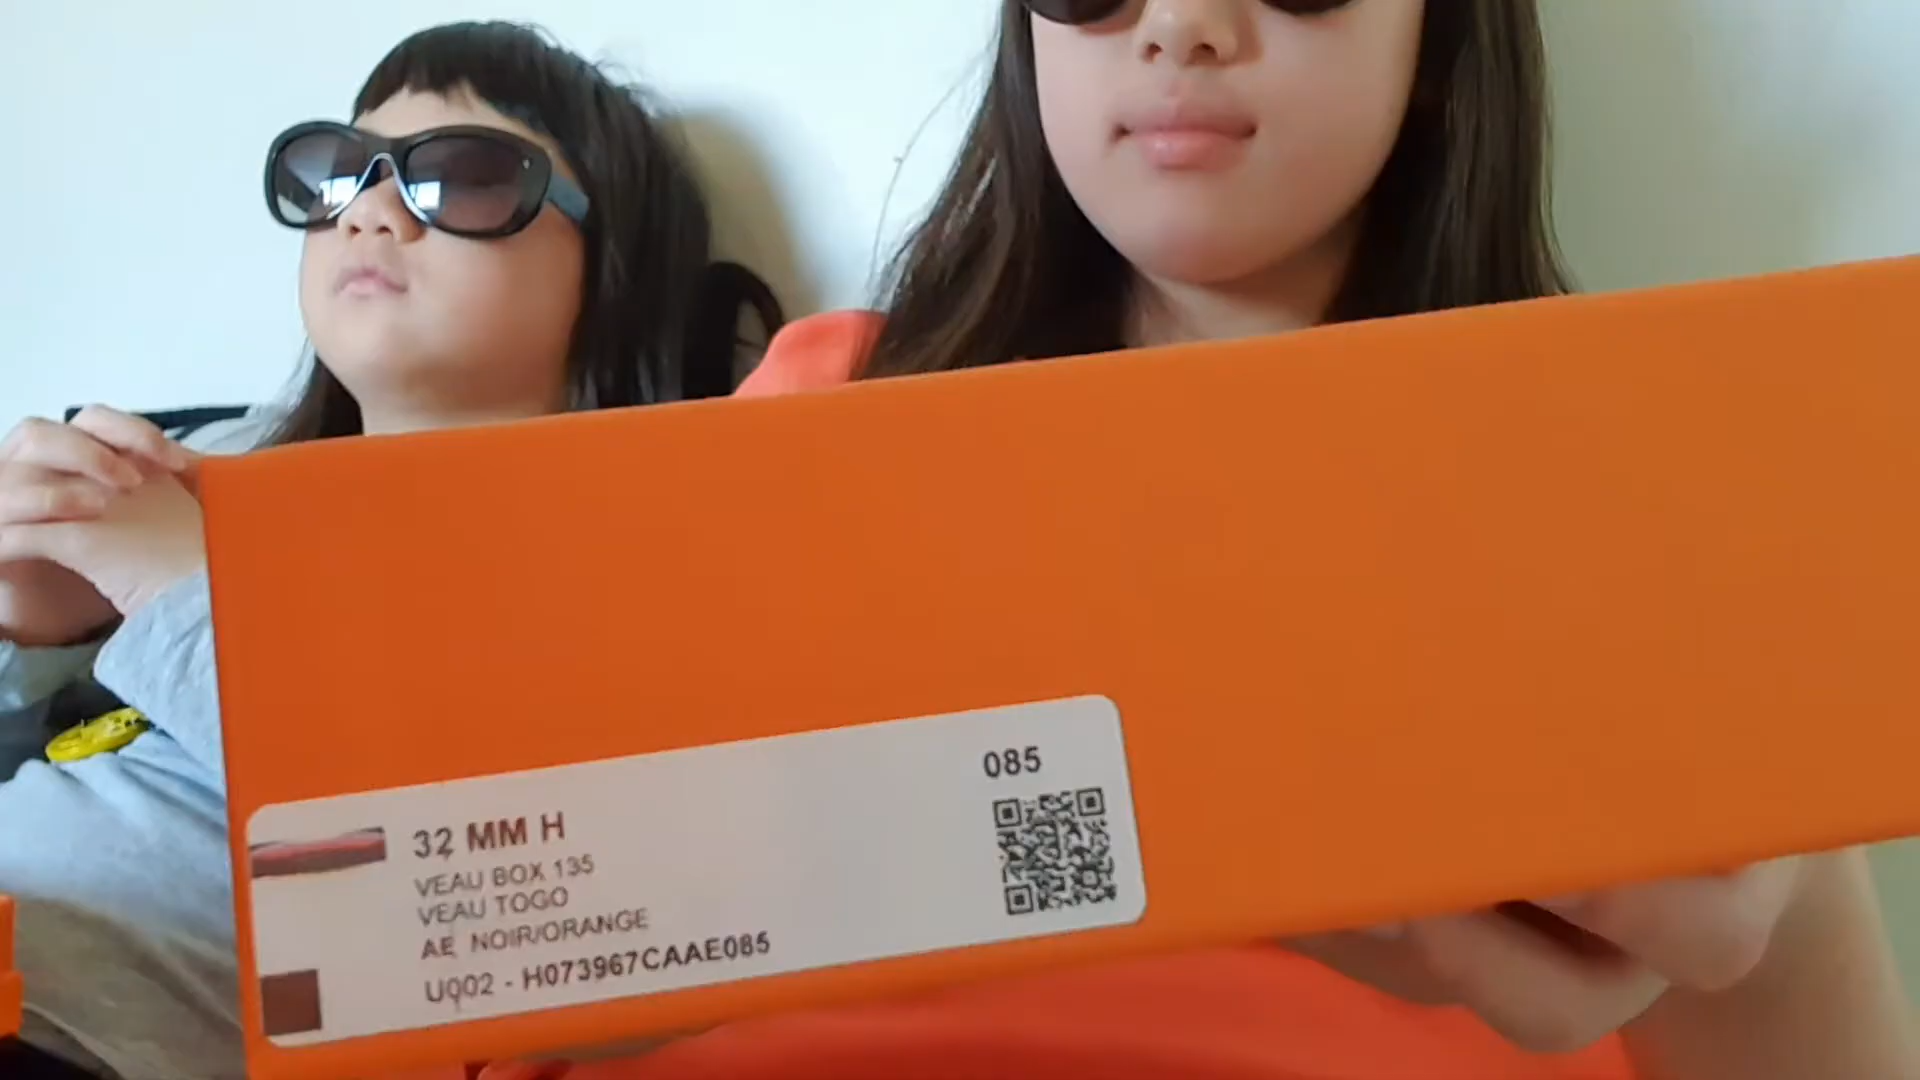 085
32 MM H
VEAU BOX 135
VEAU TOGO
AE NOIR/ORANGE
U002 - H073967CAAE085